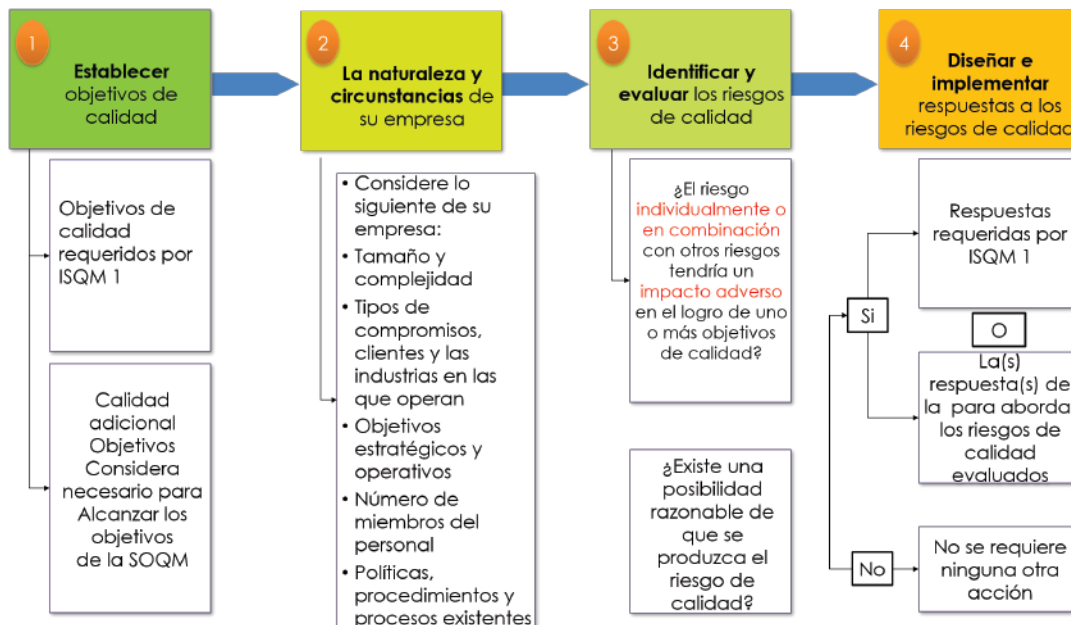 1
Establecer
objetivos de
calidad
2
La naturaleza y
circunstancias de
su empresa
3
Identificar y
evaluar los riesgos
de calidad
4
Diseñar e
implementar
respuestas a los
riesgos de calidad
Objetivos de
calidad
requeridos por
ISQM 1
Calidad
adicional
Objetivos
Considera
necesario para
Alcanzar los
objetivos
de la SOQM
• Considere lo
siguiente de su
empresa:
• Tamaño y
complejidad
• Tipos de
compromisos,
clientes y las
industrias en las
que operan
• Objetivos
estratégicos y
operativos
• Número de
miembros del
personal
• Políticas,
procedimientos y
procesos existentes
¿El riesgo
individualmente o
en combinación
con otros riesgos
tendría un
impacto adverso
en el logro de uno
o más objetivos
de calidad?
¿Existe una
posibilidad
razonable de
que se
produzca el
riesgo de
calidad?
Si
No
Respuestas
requeridas por
ISQM 1
O
La(s)
respuesta(s) de
la para aborda
los riesgos de
calidad
evaluados
No se requiere
ninguna otra
acción